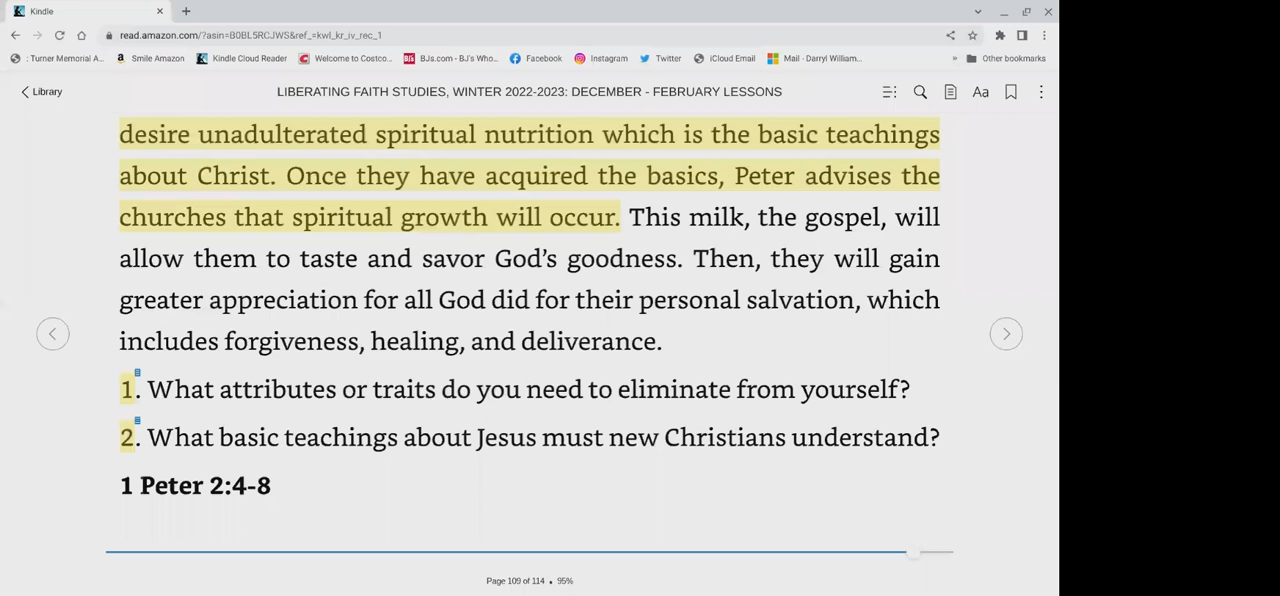 Kindle
read.amazon.com/?asin=B0BL5RCJWS&ref_=kwl_kr_iv_rec_1
: Turner Memorial A... Smile Amazon Kindle Cloud Reader Welcome to Costco... BJs.com - BJ's Who... Facebook Instagram Twitter iCloud Email Mail - Darryl William... » Other bookmarks
Library LIBERATING FAITH STUDIES, WINTER 2022-2023: DECEMBER - FEBRUARY LESSONS Aa
desire unadulterated spiritual nutrition which is the basic teachings
about Christ. Once they have acquired the basics, Peter advises the
churches that spiritual growth will occur. This milk, the gospel, will
allow them to taste and savor God’s goodness. Then, they will gain
greater appreciation for all God did for their personal salvation, which
includes forgiveness, healing, and deliverance.
1. What attributes or traits do you need to eliminate from yourself?
2. What basic teachings about Jesus must new Christians understand?
1 Peter 2:4-8
Page 109 of 114 • 95%